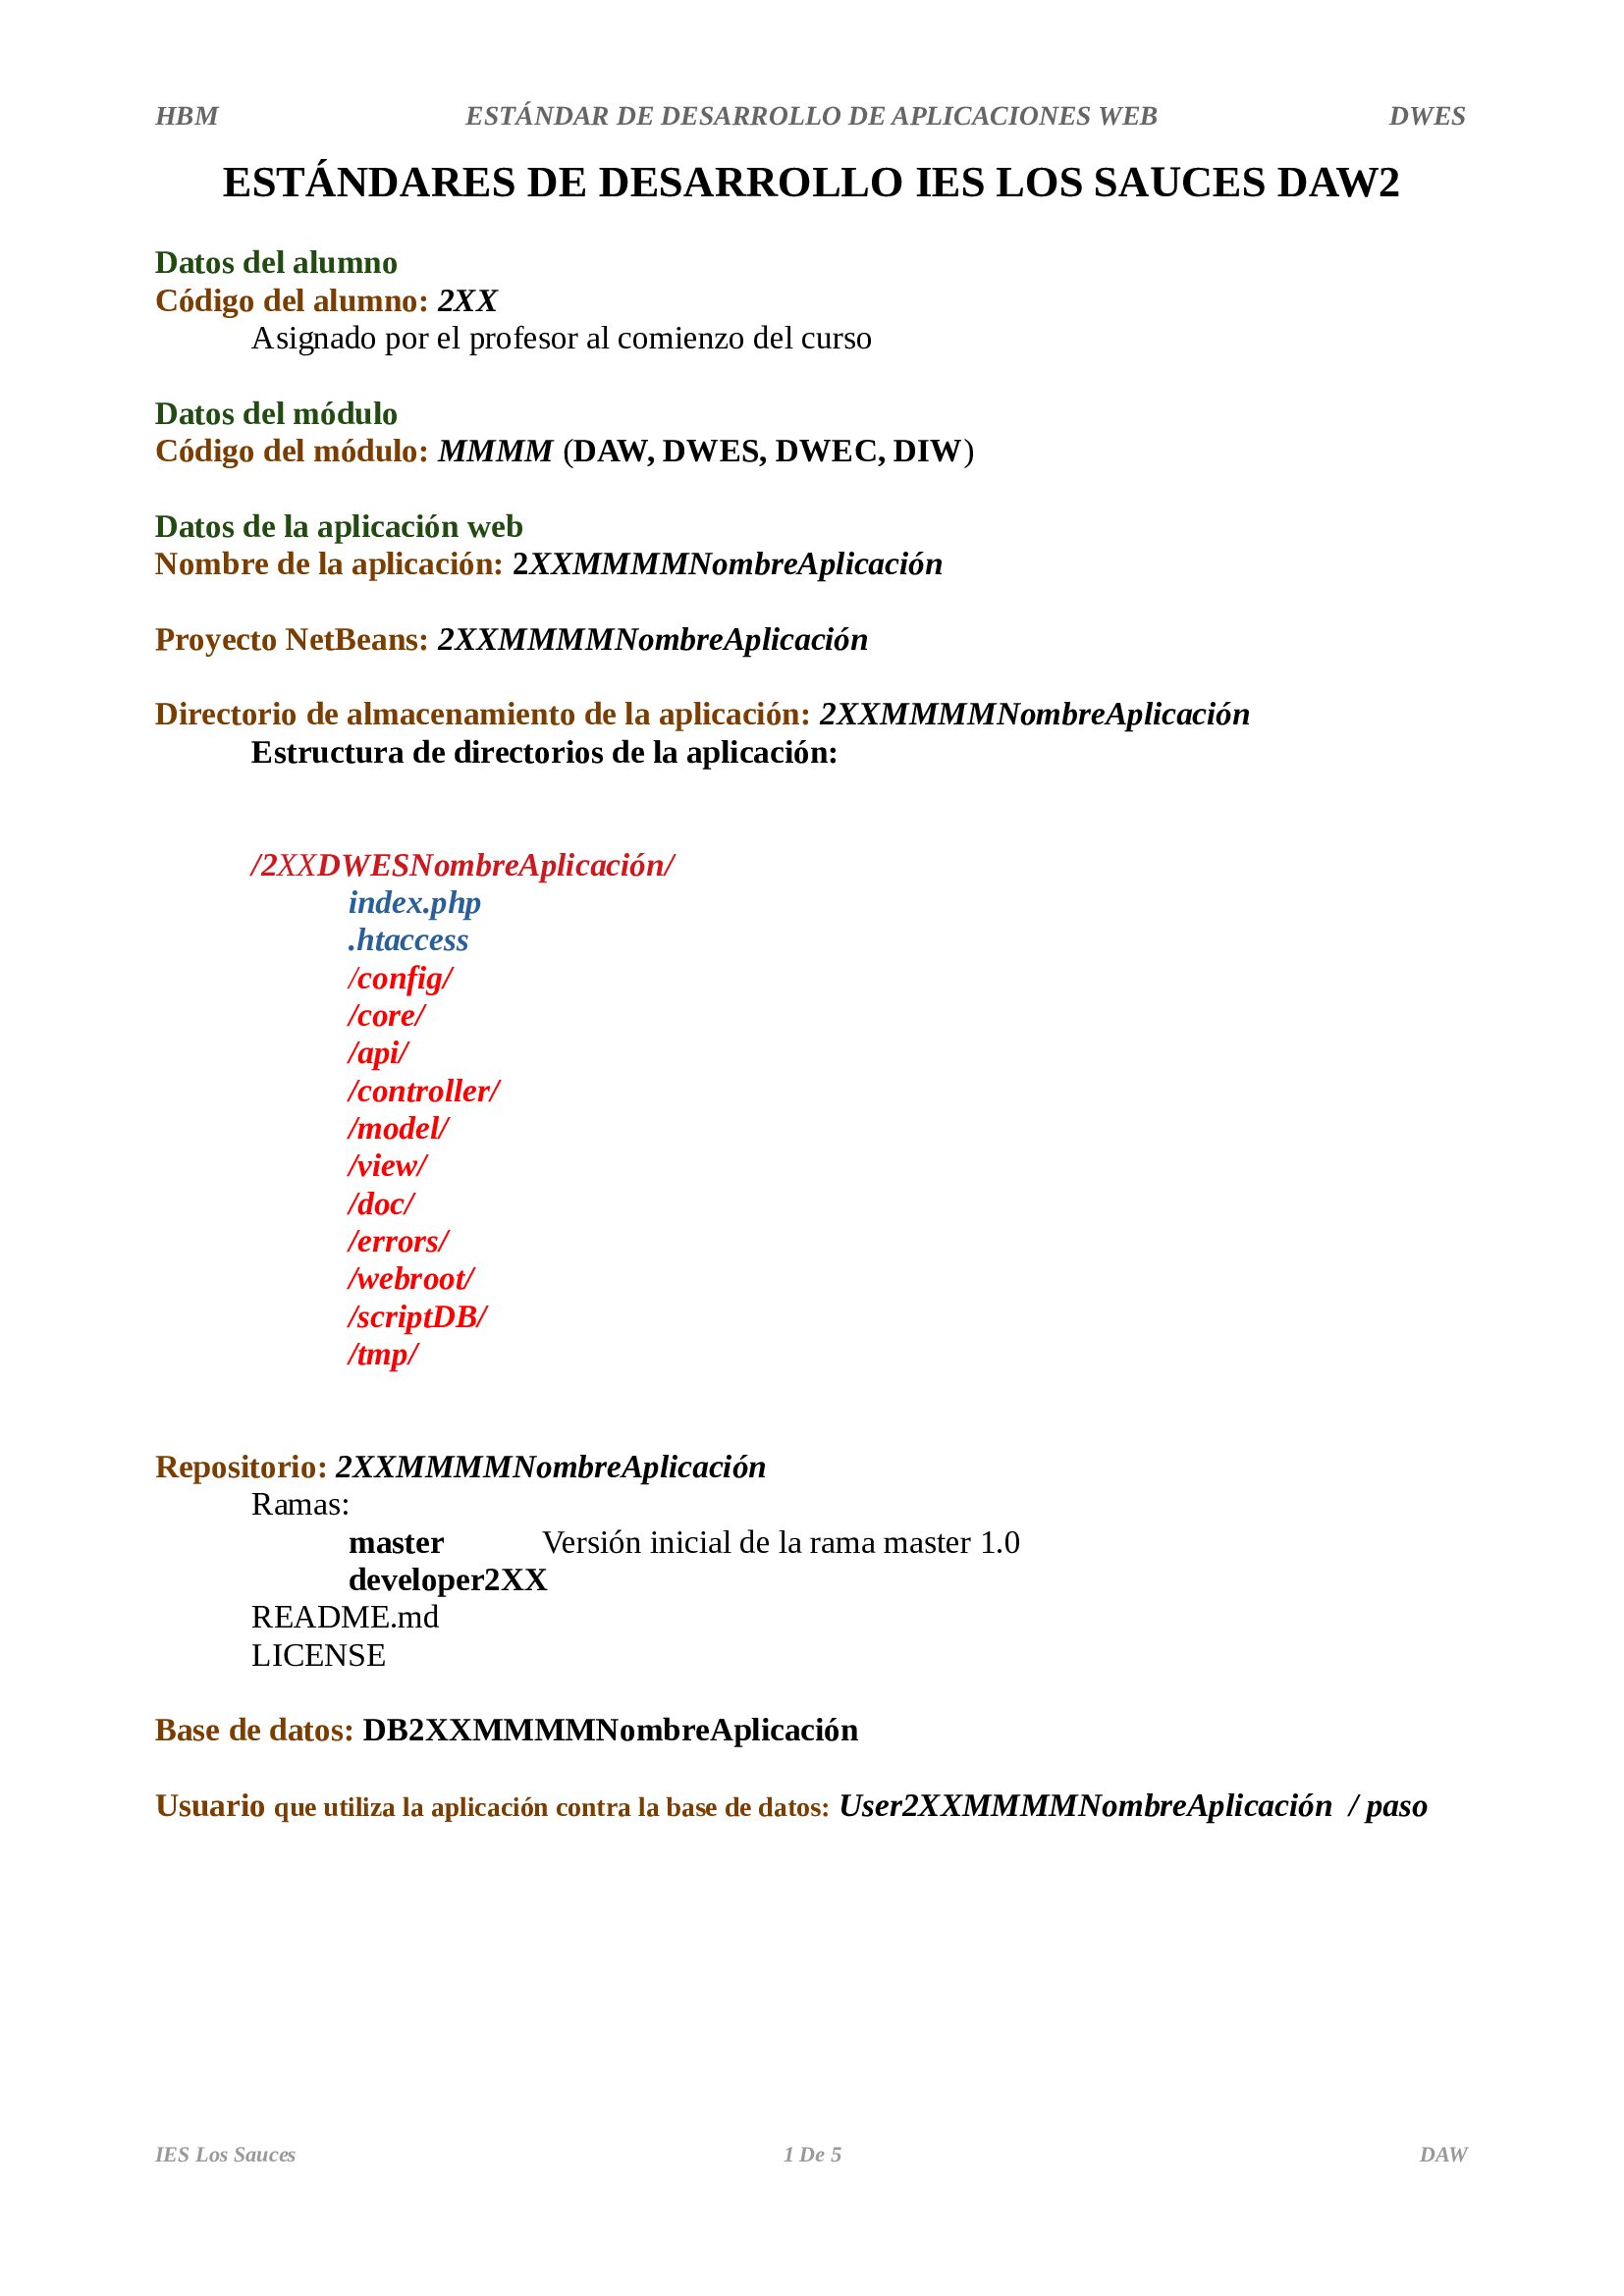 HBM ESTÁNDAR DE DESARROLLO DE APLICACIONES WEB DWES
ESTÁNDARES DE DESARROLLO IES LOS SAUCES DAW2
Datos del alumno
Código del alumno: 2XX
Asignado por el profesor al comienzo del curso
Datos del módulo
Código del módulo: MMMM (DAW, DWES, DWEC, DIW)
Datos de la aplicación web
Nombre de la aplicación: 2XXMMMMNombreAplicación
Proyecto NetBeans: 2XXMMMMNombreAplicación
Directorio de almacenamiento de la aplicación: 2XXMMMMNombreAplicación
Estructura de directorios de la aplicación:
/2XXDWESNombreAplicación/
index.php
.htaccess
/config/
/core/
/api/
/controller/
/model/
/view/
/doc/
/errors/
/webroot/
/scriptDB/
/tmp/
Repositorio: 2XXMMMMNombreAplicación
Ramas:
master Versión inicial de la rama master 1.0
developer2XX
README.md
LICENSE
Base de datos: DB2XXMMMMNombreAplicación
Usuario que utiliza la aplicación contra la base de datos: User2XXMMMMNombreAplicación / paso
IES Los Sauces 1 De 5 DAW